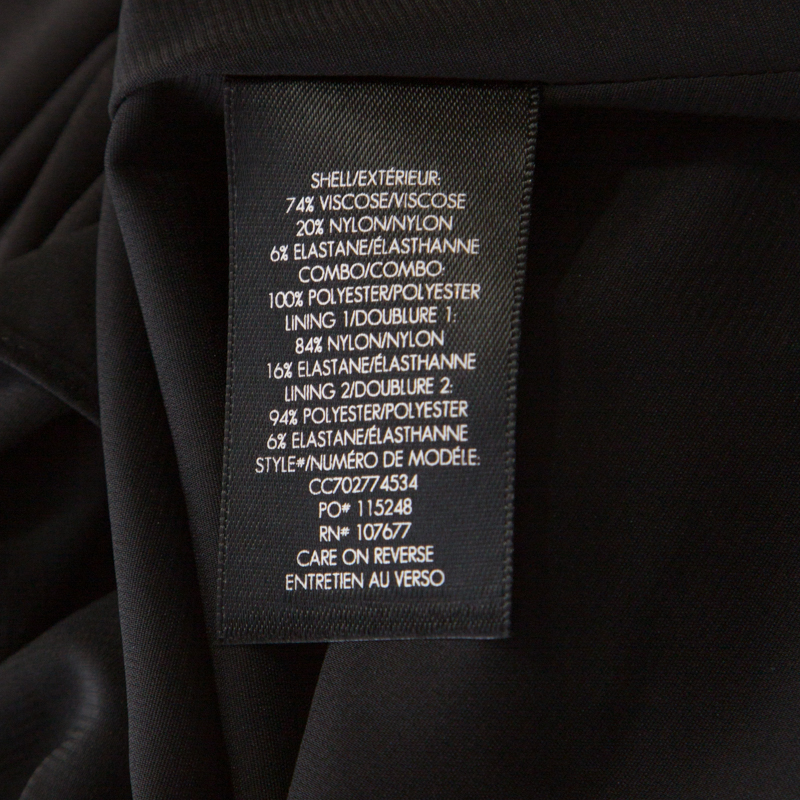 SHELL/EXTÉRIEUR:
74% VISCOSE/VISCOSE
20% NYLON/NYLON
6% ELASTANE/ÉLASTHANNE
COMBO/COMBO:
100% POLYESTER/POLYESTER
LINING 1/DOUBLURE 1:
84% NYLON/NYLON
16% ELASTANE/ÉLASTHANNE
LINING 2/DOUBLURE 2:
94% POLYESTER/POLYESTER
6% ELASTANE/ÉLASTHANNE
STYLE#/NUMÉRO DE MODÉLE:
CC702774534
PO# 115248
RN# 107677
CARE ON REVERSE
ENTRETIEN AU VERSO